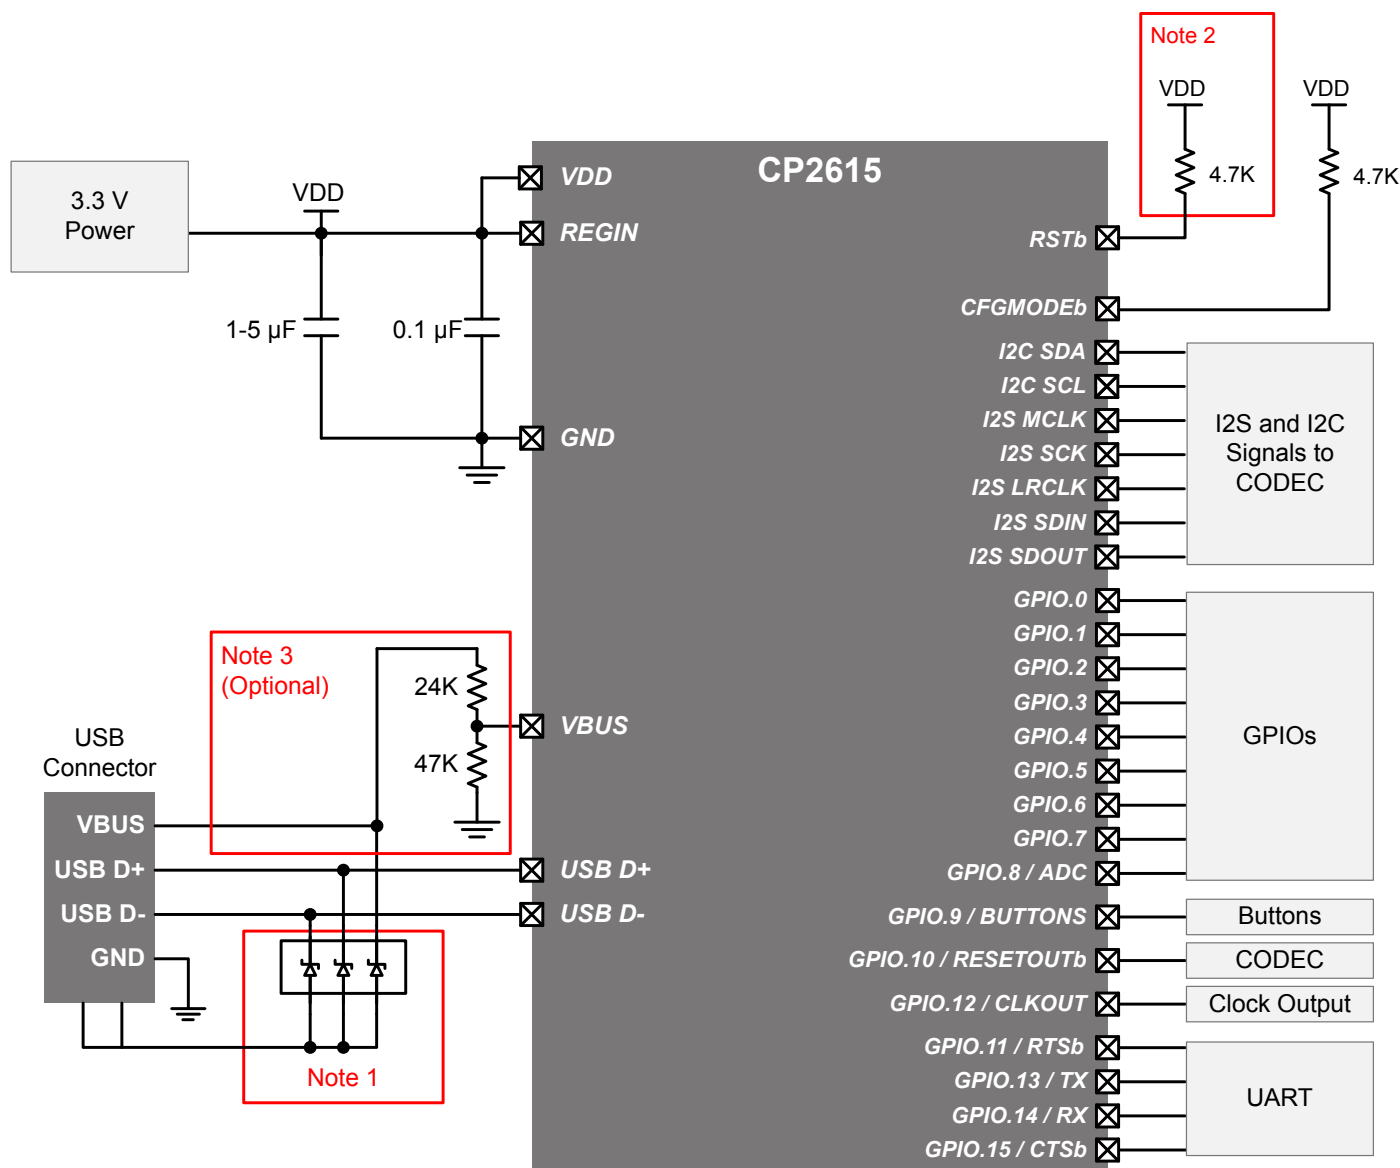 Note 2
VDD
VDD
4.7K
4.7K
CP2615
3.3 V
Power
VDD
1-5 µF
0.1 µF
VDD
REGIN
GND
Note 3
(Optional)
24K
47K
VBUS
USB
Connector
VBUS
USB D+
USB D-
GND
USB D+
USB D-
Note 1
RSTb
CFGMODEb
I2C SDA
I2C SCL
I2S MCLK
I2S SCK
I2S LRCLK
I2S SDIN
I2S SDOUT
I2S and I2C
Signals to
CODEC
GPIO.0
GPIO.1
GPIO.2
GPIO.3
GPIO.4
GPIO.5
GPIO.6
GPIO.7
GPIO.8 / ADC
GPIOs
GPIO.9 / BUTTONS
Buttons
GPIO.10 / RESETOUTb
CODEC
GPIO.12 / CLKOUT
Clock Output
GPIO.11 / RTSb
GPIO.13 / TX
GPIO.14 / RX
GPIO.15 / CTSb
UART